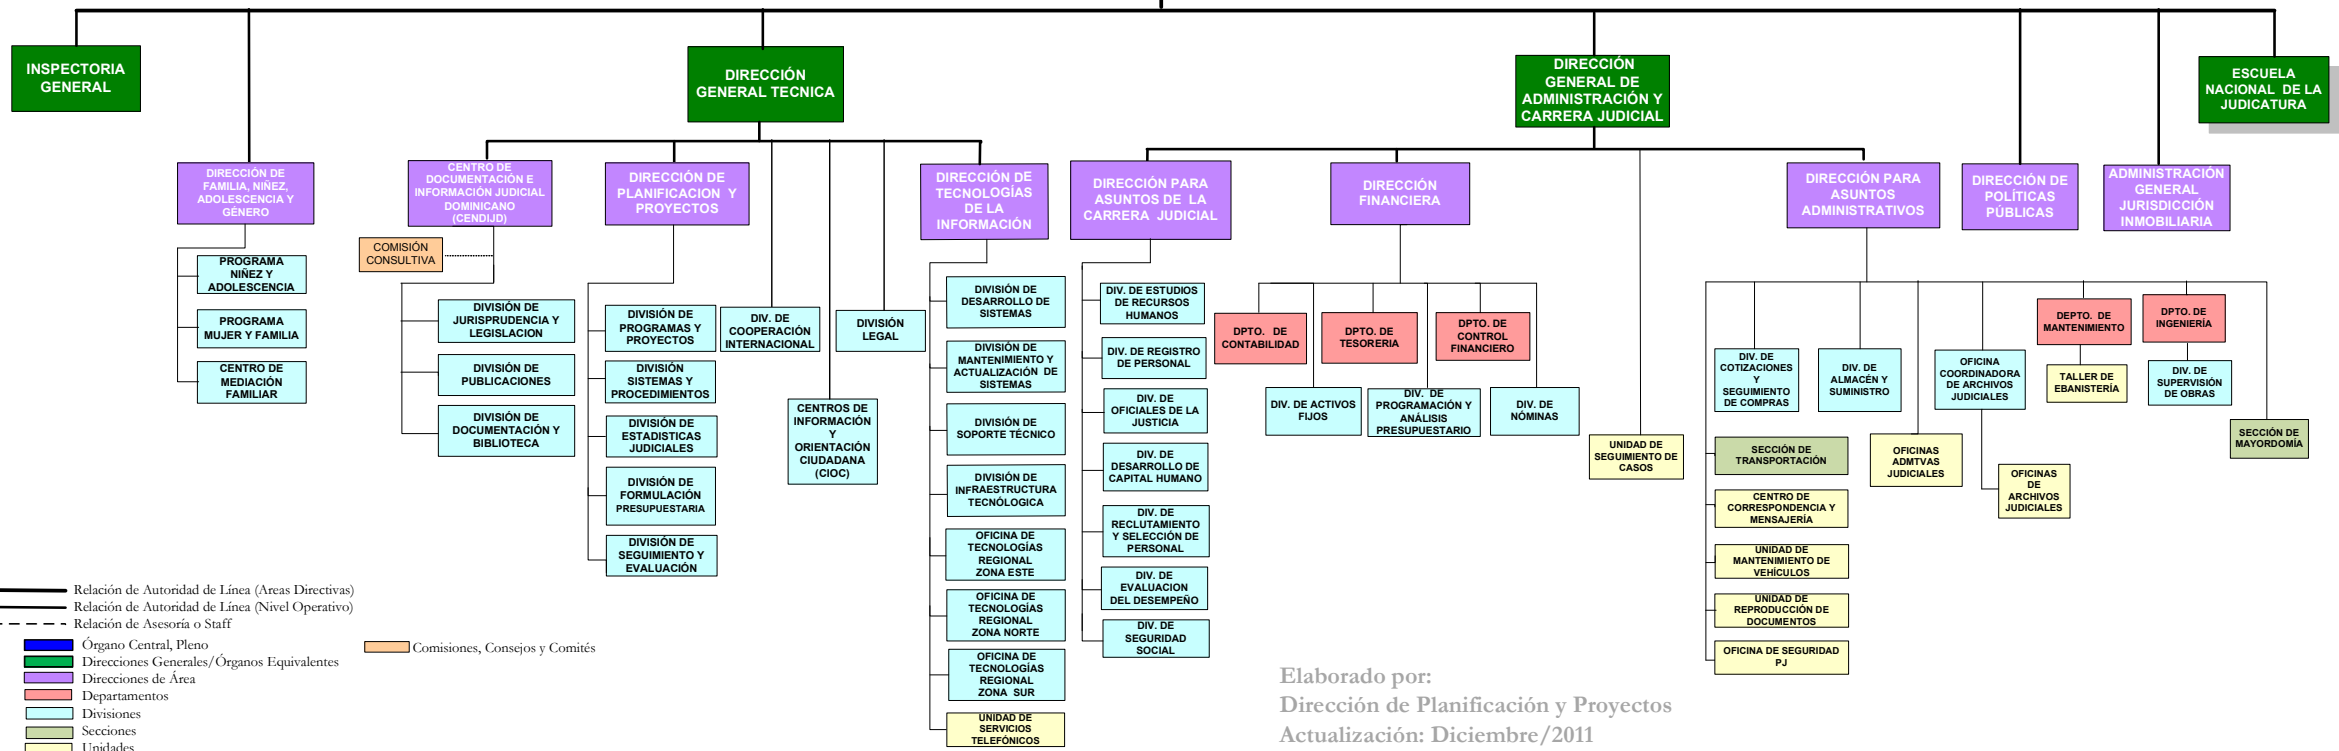 INSPECTORIA
GENERAL
DIRECCIÓN
GENERAL TECNICA
DIRECCIÓN
GENERAL DE
ADMINISTRACIÓN Y
CARRERA JUDICIAL
ESCUELA
NACIONAL DE LA
JUDICATURA
DIRECCIÓN DE
FAMILIA, NIÑEZ,
ADOLESCENCIA Y
GÉNERO
CENTRO DE
DOCUMENTACIÓN E
INFORMACIÓN JUDICIAL
DOMINICANO
(CENDIJD)
DIRECCIÓN DE
PLANIFICACION Y
PROYECTOS
DIRECCIÓN DE
TECNOLOGÍAS
DE LA
INFORMACIÓN
DIRECCIÓN PARA
ASUNTOS DE LA
CARRERA JUDICIAL
DIRECCIÓN
FINANCIERA
DIRECCIÓN PARA
ASUNTOS
ADMINISTRATIVOS
DIRECCIÓN DE
POLÍTICAS
PÚBLICAS
ADMINISTRACIÓN
GENERAL
JURISDICCIÓN
INMOBILIARIA
PROGRAMA
NIÑEZ Y
ADOLESCENCIA
PROGRAMA
MUJER Y FAMILIA
CENTRO DE
MEDIACIÓN
FAMILIAR
COMISIÓN
CONSULTIVA
DIVISIÓN DE
JURISPRUDENCIA Y
LEGISLACION
DIVISIÓN DE
PUBLICACIONES
DIVISIÓN DE
DOCUMENTACIÓN Y
BIBLIOTECA
DIVISIÓN DE
PROGRAMAS Y
PROYECTOS
DIVISIÓN
SISTEMAS Y
PROCEDIMIENTOS
DIVISIÓN DE
ESTADISTICAS
JUDICIALES
DIVISIÓN DE
FORMULACIÓN
PRESUPUESTARIA
DIVISIÓN DE
SEGUIMIENTO Y
EVALUACIÓN
DIV. DE
COOPERACIÓN
INTERNACIONAL
CENTROS DE
INFORMACIÓN
Y
ORIENTACIÓN
CIUDADANA
(CIOC)
DIVISIÓN
LEGAL
DIVISIÓN DE
DESARROLLO DE
SISTEMAS
DIVISIÓN DE
MANTENIMIENTO Y
ACTUALIZACIÓN DE
SISTEMAS
DIVISIÓN DE
SOPORTE TÉCNICO
DIVISIÓN DE
INFRAESTRUCTURA
TECNÓLOGICA
OFICINA DE
TECNOLOGÍAS
REGIONAL
ZONA ESTE
OFICINA DE
TECNOLOGÍAS
REGIONAL
ZONA NORTE
OFICINA DE
TECNOLOGÍAS
REGIONAL
ZONA SUR
UNIDAD DE
SERVICIOS
TELEFÓNICOS
DIV. DE ESTUDIOS
DE RECURSOS
HUMANOS
DIV. DE REGISTRO
DE PERSONAL
DIV. DE
OFICIALES DE LA
JUSTICIA
DIV. DE
DESARROLLO DE
CAPITAL HUMANO
DIV. DE
RECLUTAMIENTO
Y SELECCIÓN DE
PERSONAL
DIV. DE
EVALUACION
DEL DESEMPEÑO
DIV. DE
SEGURIDAD
SOCIAL
DPTO. DE
CONTABILIDAD
DIV. DE ACTIVOS
FIJOS
DPTO. DE
TESORERIA
DIV. DE
PROGRAMACIÓN Y
ANÁLISIS
PRESUPUESTARIO
DPTO. DE
CONTROL
FINANCIERO
DIV. DE
NÓMINAS
UNIDAD DE
SEGUIMIENTO DE
CASOS
DIV. DE
COTIZACIONES
Y
SEGUIMIENTO
DE COMPRAS
DIV. DE
ALMACÉN Y
SUMINISTRO
OFICINAS
ADMTVAS
JUDICIALES
OFICINA
COORDINADORA
DE ARCHIVOS
JUDICIALES
OFICINAS
DE
ARCHIVOS
JUDICIALES
DEPTO. DE
MANTENIMIENTO
TALLER DE
EBANISTERÍA
DPTO. DE
INGENIERÍA
DIV. DE
SUPERVISIÓN
DE OBRAS
SECCIÓN DE
MAYORDOMÍA
SECCIÓN DE
TRANSPORTACIÓN
CENTRO DE
CORRESPONDENCIA Y
MENSAJERÍA
UNIDAD DE
MANTENIMIENTO DE
VEHÍCULOS
UNIDAD DE
REPRODUCCIÓN DE
DOCUMENTOS
OFICINA DE SEGURIDAD
PJ
Relación de Autoridad de Línea (Areas Directivas)
Relación de Autoridad de Línea (Nivel Operativo)
Relación de Asesoría o Staff
Órgano Central, Pleno
Direcciones Generales/Órganos Equivalentes
Direcciones de Área
Departamentos
Divisiones
Secciones
Unidades
Comisiones, Consejos y Comités
Elaborado por:
Dirección de Planificación y Proyectos
Actualización: Diciembre/2011